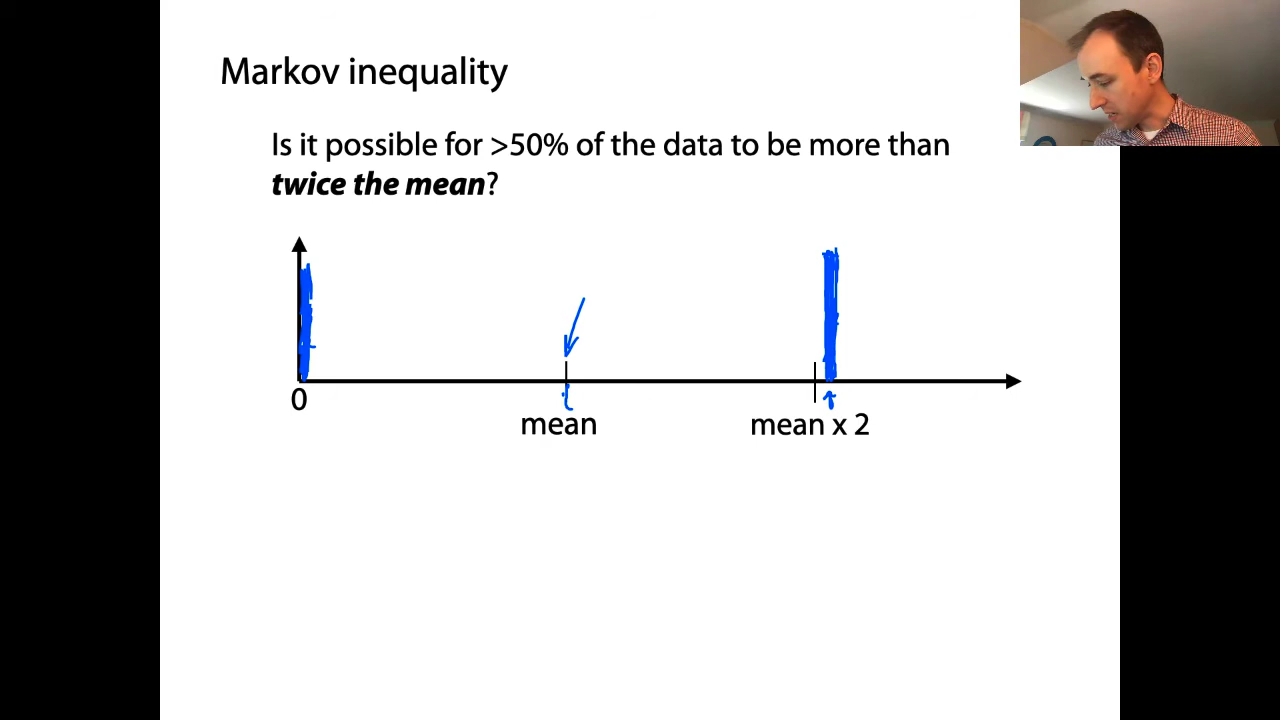 Markov inequality
Is it possible for >50% of the data to be more than
twice the mean?
0
mean
mean x 2